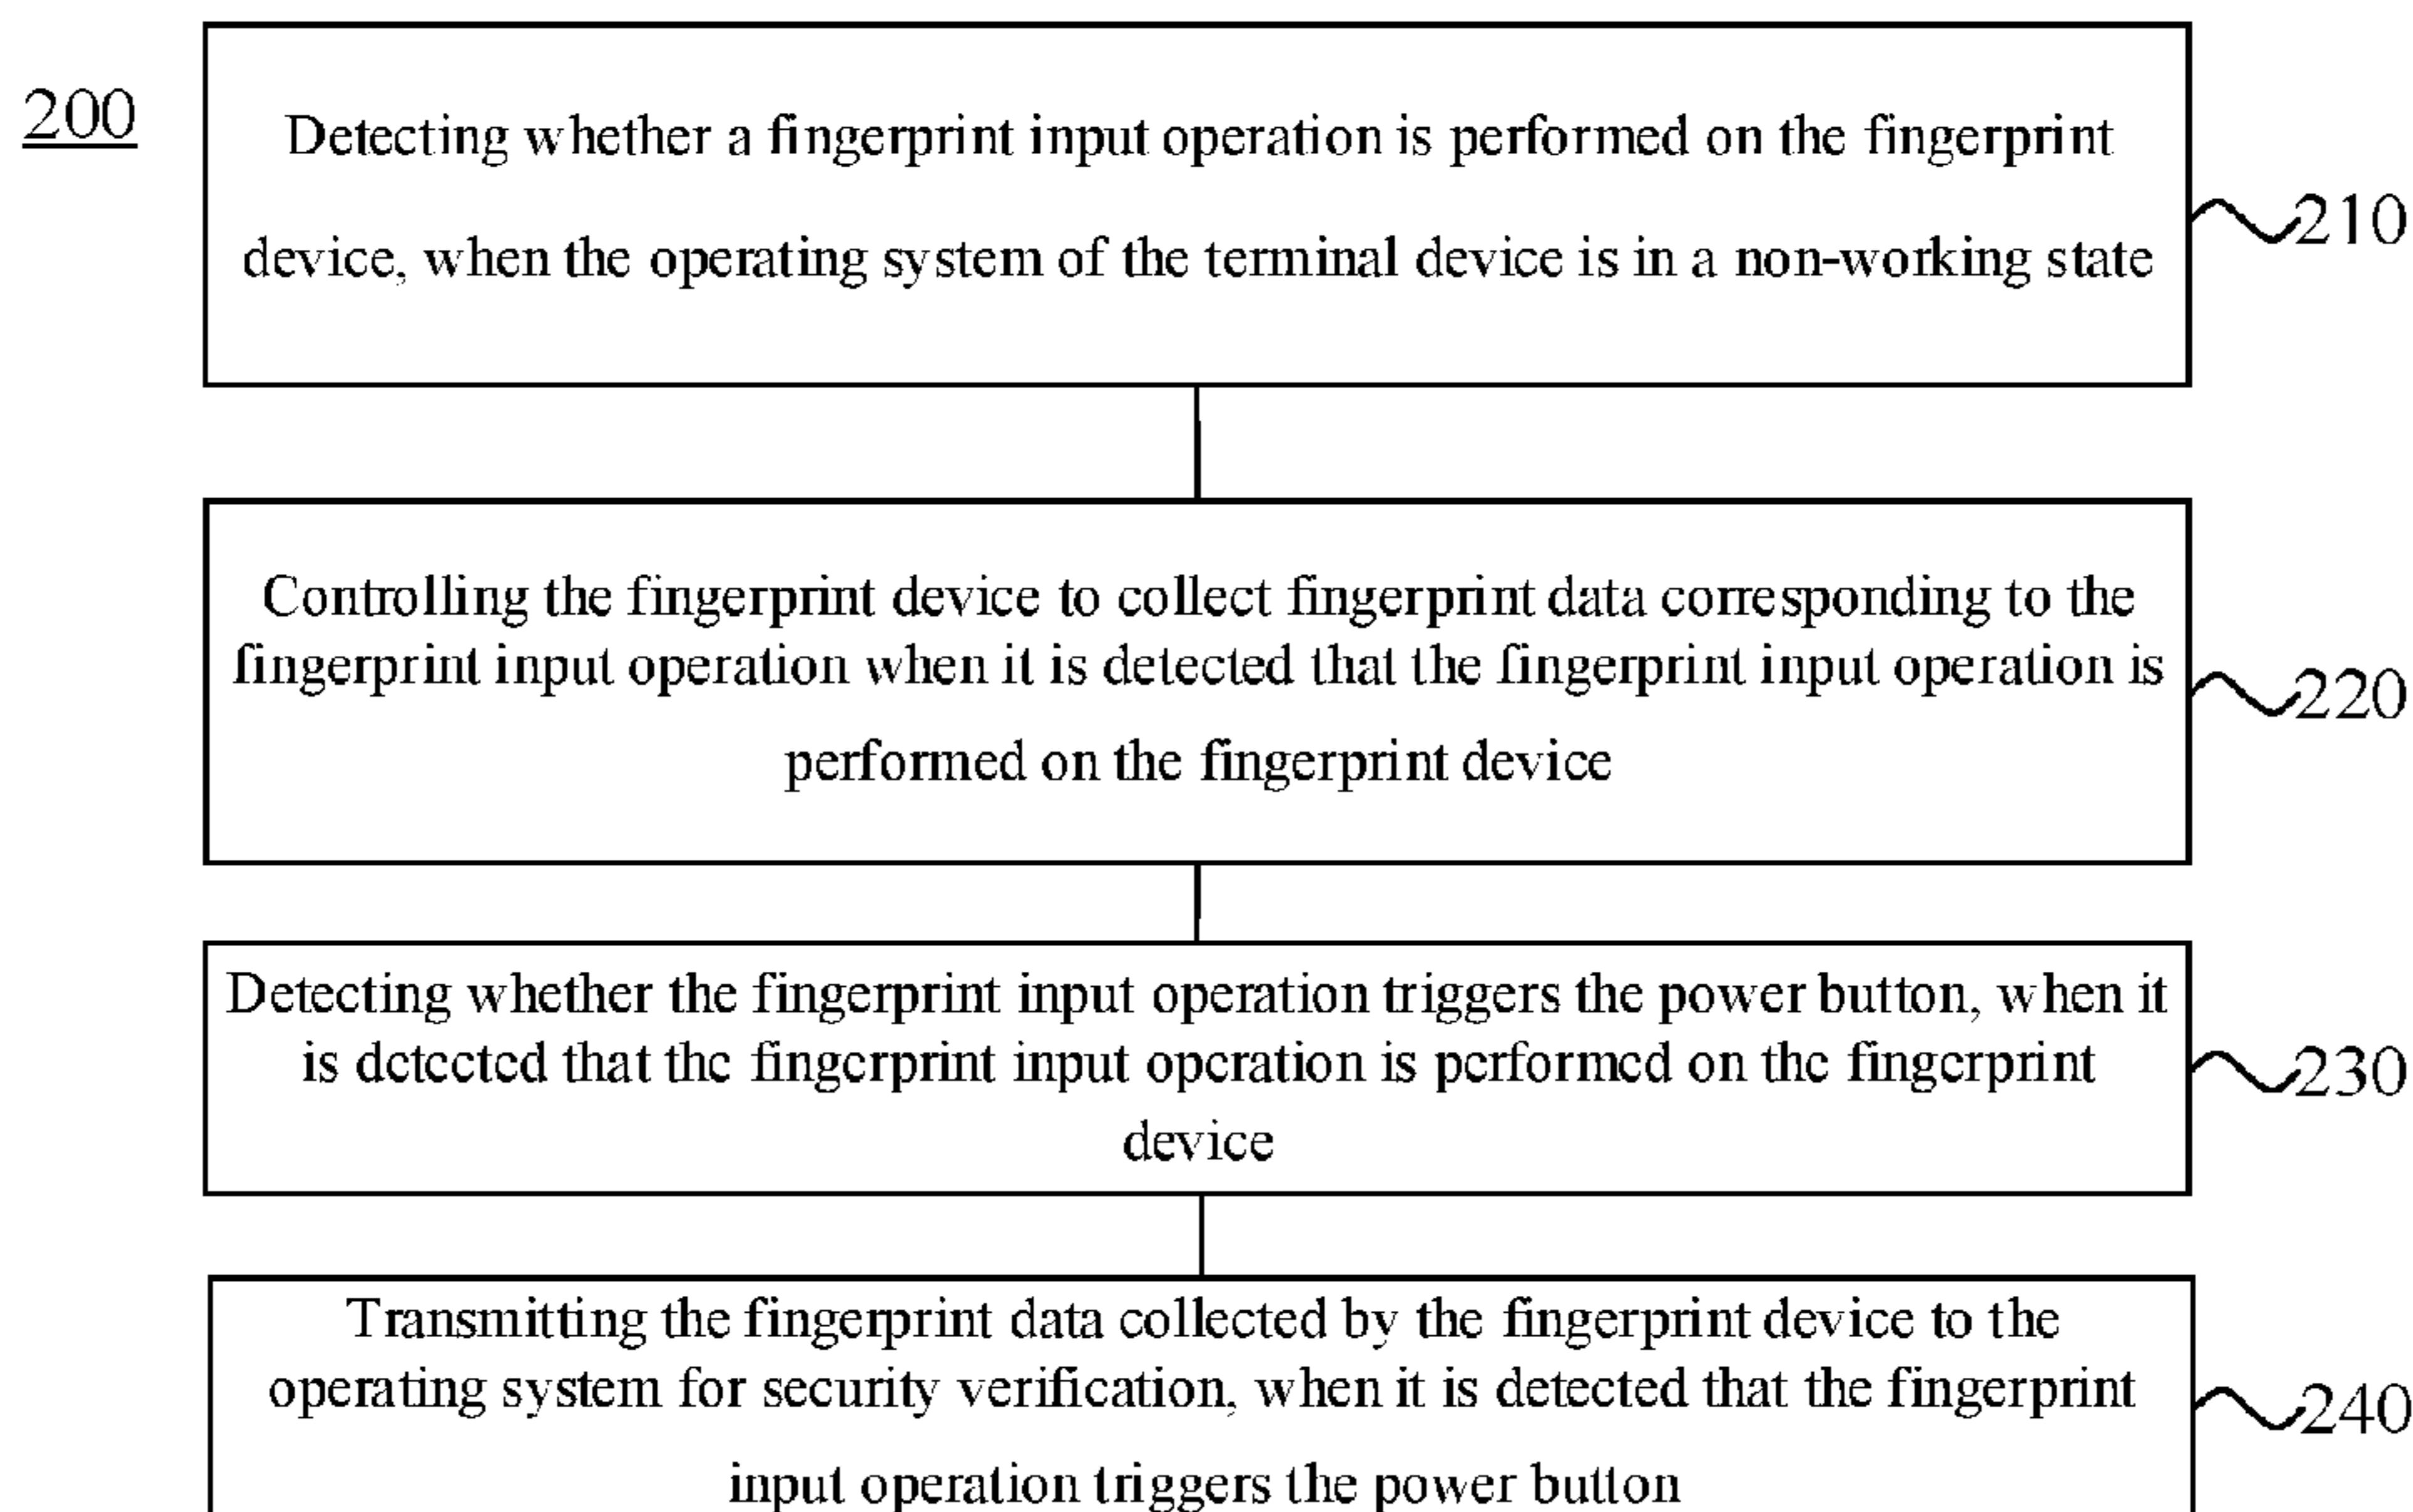 200
Detecting whether a fingerprint input operation is performed on the fingerprint
device, when the operating system of the terminal device is in a non-working state
210
Controlling the fingerprint device to collect fingerprint data corresponding to the
fingerprint input operation when it is detected that the fingerprint input operation is
performed on the fingerprint device
220
Detecting whether the fingerprint input operation triggers the power button, when it
is detected that the fingerprint input operation is performed on the fingerprint
device
230
Transmitting the fingerprint data collected by the fingerprint device to the
operating system for security verification, when it is detected that the fingerprint
input operation triggers the power button
240